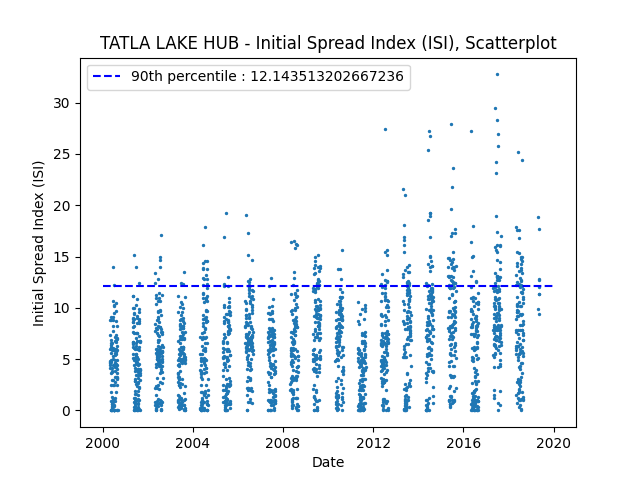 TATLA LAKE HUB - Initial Spread Index (ISI), Scatterplot
90th percentile : 12.143513202667236
Initial Spread Index (ISI)
30
25
20
15
10
5
0
2000 2004 2008 2012 2016 2020
Date